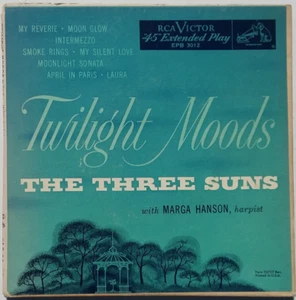 MY REVERIE • MOON GLOW
INTERMEZZO
SMOKE RINGS • MY SILENT LOVE
MOONLIGHT SONATA
APRIL IN PARIS • LAURA
RCA VICTOR
"45" Extended Play
EPB 3012
Twilight Moods
THE THREE SUNS
with MARGA HANSON, harpist